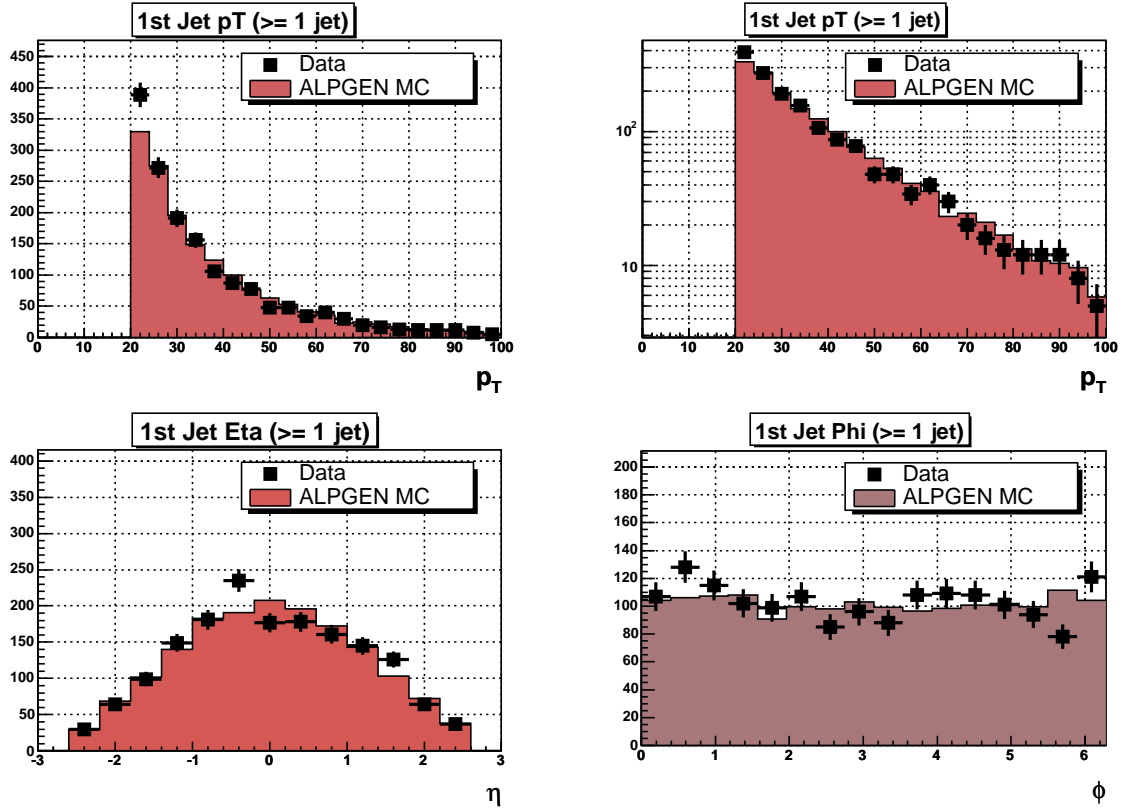 1st Jet pT (>= 1 jet)
450
400
350
300
250
200
150
100
50
0
Data
ALPGEN MC
0 10 20 30 40 50 60 70 80 90 100
pT
1st Jet pT (>= 1 jet)
10²
10
Data
ALPGEN MC
0 10 20 30 40 50 60 70 80 90 100
pT
1st Jet Eta (>= 1 jet)
400
350
300
250
200
150
100
50
0
Data
ALPGEN MC
-3 -2 -1 0 1 2 3
η
1st Jet Phi (>= 1 jet)
200
180
160
140
120
100
80
60
40
20
0
Data
ALPGEN MC
0 1 2 3 4 5 6
ϕ